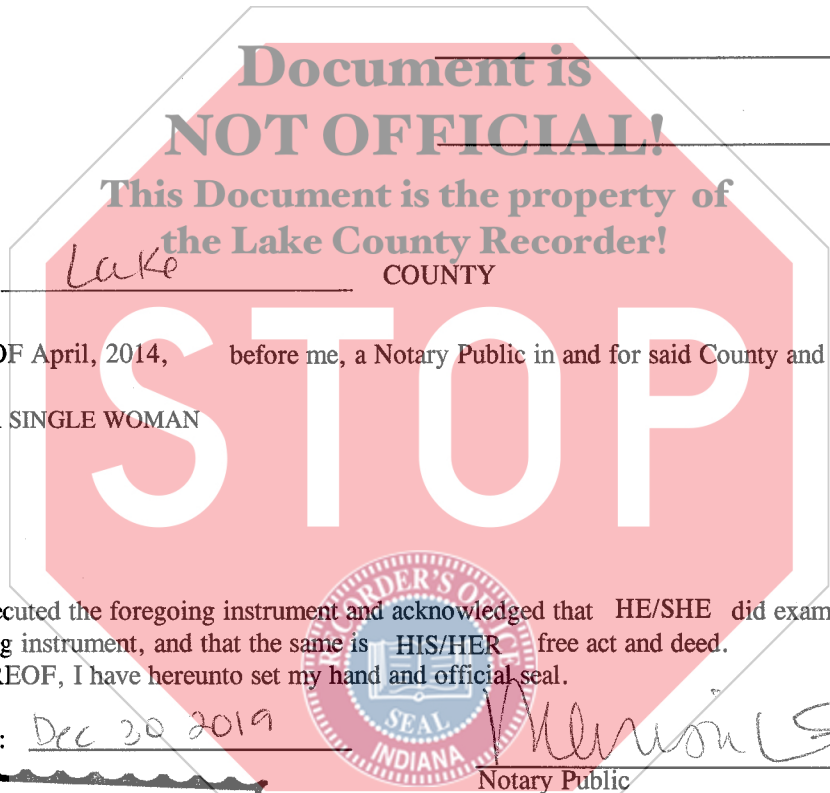 Document is
NOT OFFICIAL!
This Document is the property of
the Lake County Recorder!
Lake COUNTY
OF April, 2014, before me, a Notary Public in and for said County and
SINGLE WOMAN
STOP
ecuted the foregoing instrument and acknowledged that HE/SHE did exam
g instrument, and that the same is HIS/HER free act and deed.
REOF, I have hereunto set my hand and official seal.
RECORDER'S OFFICE
SEAL
INDIANA
: Dec 30 2019
Notary Public